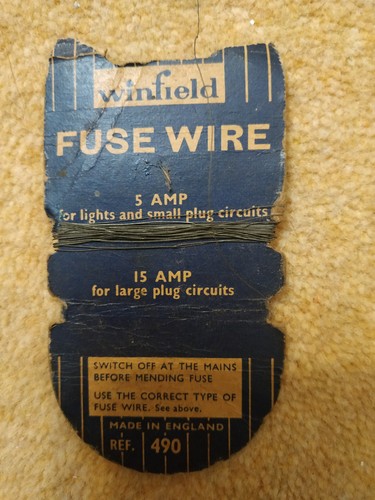 winfield
FUSE WIRE
5 AMP
for lights and small plug circuits
15 AMP
for large plug circuits
SWITCH OFF AT THE MAINS
BEFORE MENDING FUSE
USE THE CORRECT TYPE OF
FUSE WIRE. See above.
MADE IN ENGLAND
REF. 490